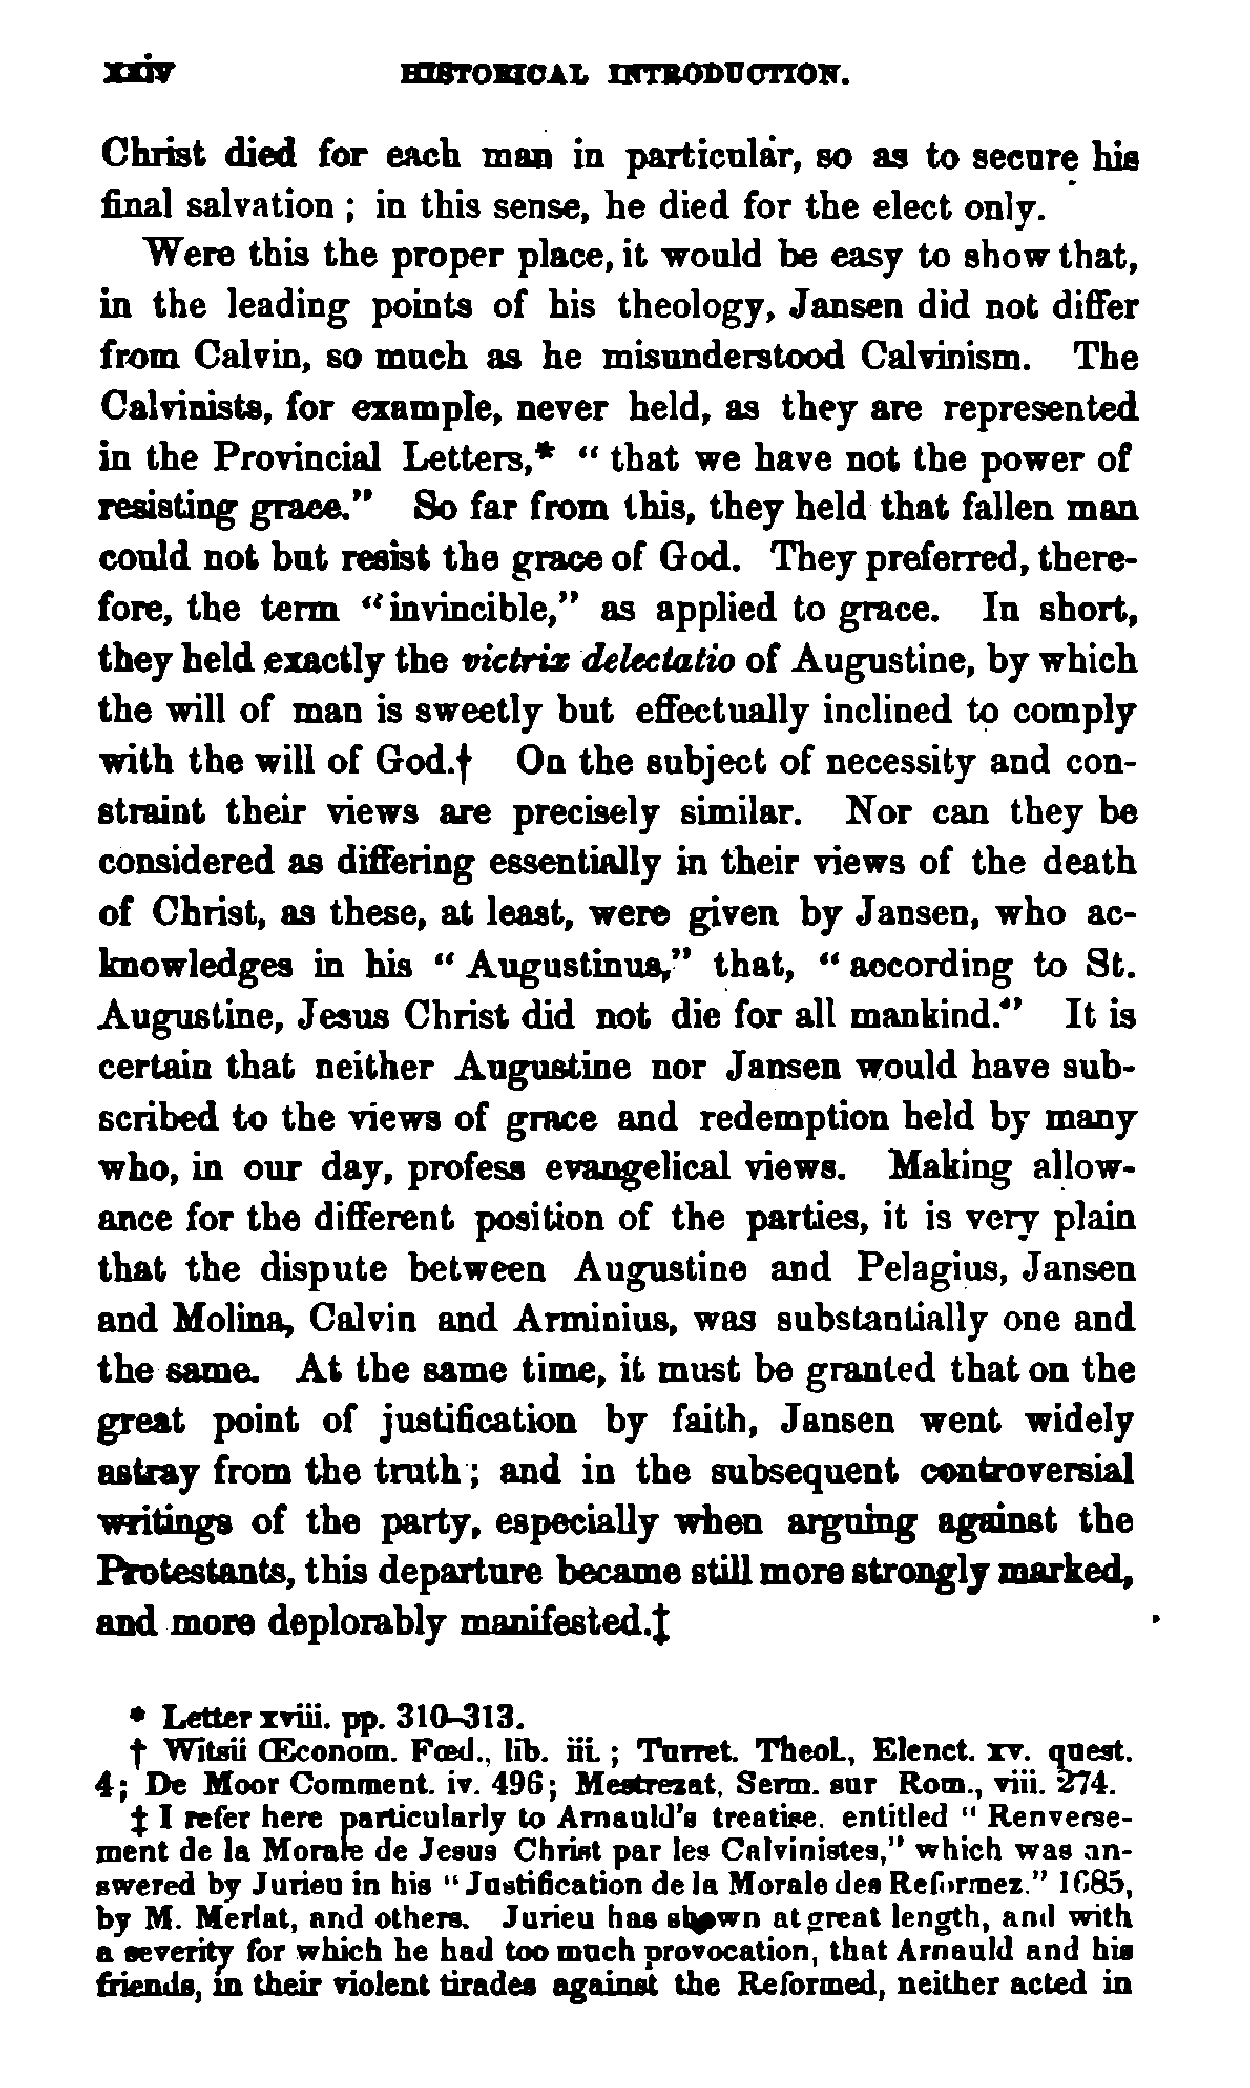 xxiv HISTORICAL INTRODUCTION.
Christ died for each man in particular, so as to secure his
final salvation ; in this sense, he died for the elect only.
Were this the proper place, it would be easy to show that,
in the leading points of his theology, Jansen did not differ
from Calvin, so much as he misunderstood Calvinism. The
Calvinists, for example, never held, as they are represented
in the Provincial Letters,* “ that we have not the power of
resisting grace.” So far from this, they held that fallen man
could not but resist the grace of God. They preferred, there-
fore, the term “invincible,” as applied to grace. In short,
they held exactly the victrix delectatio of Augustine, by which
the will of man is sweetly but effectually inclined to comply
with the will of God.† On the subject of necessity and con-
straint their views are precisely similar. Nor can they be
considered as differing essentially in their views of the death
of Christ, as these, at least, were given by Jansen, who ac-
knowledges in his “ Augustinus,” that, “ according to St.
Augustine, Jesus Christ did not die for all mankind.” It is
certain that neither Augustine nor Jansen would have sub-
scribed to the views of grace and redemption held by many
who, in our day, profess evangelical views. Making allow-
ance for the different position of the parties, it is very plain
that the dispute between Augustine and Pelagius, Jansen
and Molina, Calvin and Arminius, was substantially one and
the same. At the same time, it must be granted that on the
great point of justification by faith, Jansen went widely
astray from the truth ; and in the subsequent controversial
writings of the party, especially when arguing against the
Protestants, this departure became still more strongly marked,
and more deplorably manifested.‡
* Letter xviii. pp. 310–313.
† Witsii Œconom. Fœd., lib. iii. ; Turret. Theol., Elenct. xv. quest.
4; De Moor Comment. iv. 496; Mestrezat, Serm. sur Rom., viii. 274.
‡ I refer here particularly to Arnauld's treatise, entitled “ Renverse-
ment de la Morale de Jesus Christ par les Calvinistes,” which was an-
swered by Jurieu in his “ Justification de la Morale des Reformez.” 1685,
by M. Merlat, and others. Jurieu has shown at great length, and with
a severity for which he had too much provocation, that Arnauld and his
friends, in their violent tirades against the Reformed, neither acted in